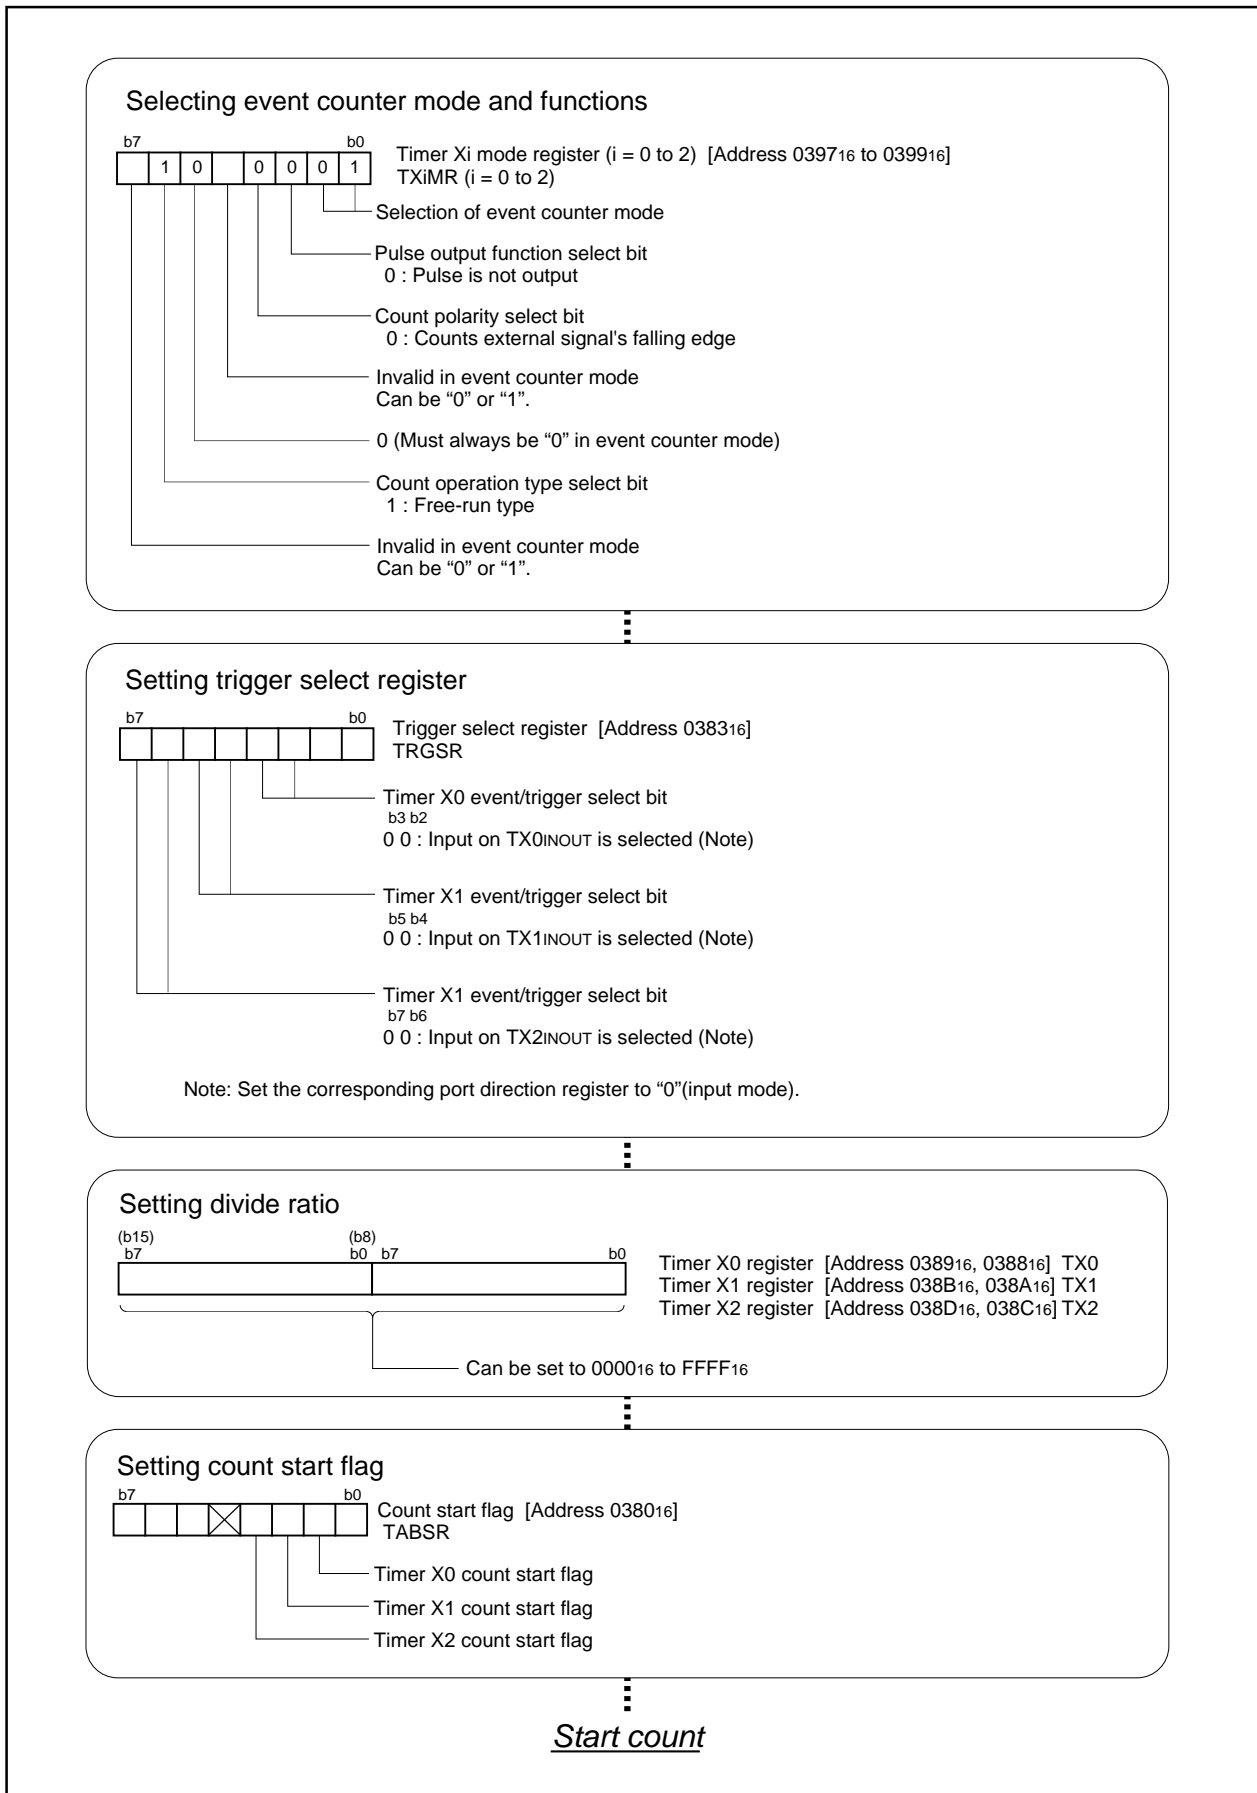 Selecting event counter mode and functions
b7 b0
1 0 0 0 0 1
Timer Xi mode register (i = 0 to 2) [Address 039716 to 039916]
TXiMR (i = 0 to 2)
Selection of event counter mode
Pulse output function select bit
0 : Pulse is not output
Count polarity select bit
0 : Counts external signal's falling edge
Invalid in event counter mode
Can be “0” or “1”.
0 (Must always be “0” in event counter mode)
Count operation type select bit
1 : Free-run type
Invalid in event counter mode
Can be “0” or “1”.
Setting trigger select register
b7 b0
Trigger select register [Address 038316]
TRGSR
Timer X0 event/trigger select bit
b3 b2
0 0 : Input on TX0INOUT is selected (Note)
Timer X1 event/trigger select bit
b5 b4
0 0 : Input on TX1INOUT is selected (Note)
Timer X1 event/trigger select bit
b7 b6
0 0 : Input on TX2INOUT is selected (Note)
Note: Set the corresponding port direction register to “0”(input mode).
Setting divide ratio
(b15) (b8)
b7 b0 b7 b0
Timer X0 register [Address 038916, 038816] TX0
Timer X1 register [Address 038B16, 038A16] TX1
Timer X2 register [Address 038D16, 038C16] TX2
Can be set to 000016 to FFFF16
Setting count start flag
b7 b0
Count start flag [Address 038016]
TABSR
Timer X0 count start flag
Timer X1 count start flag
Timer X2 count start flag
Start count